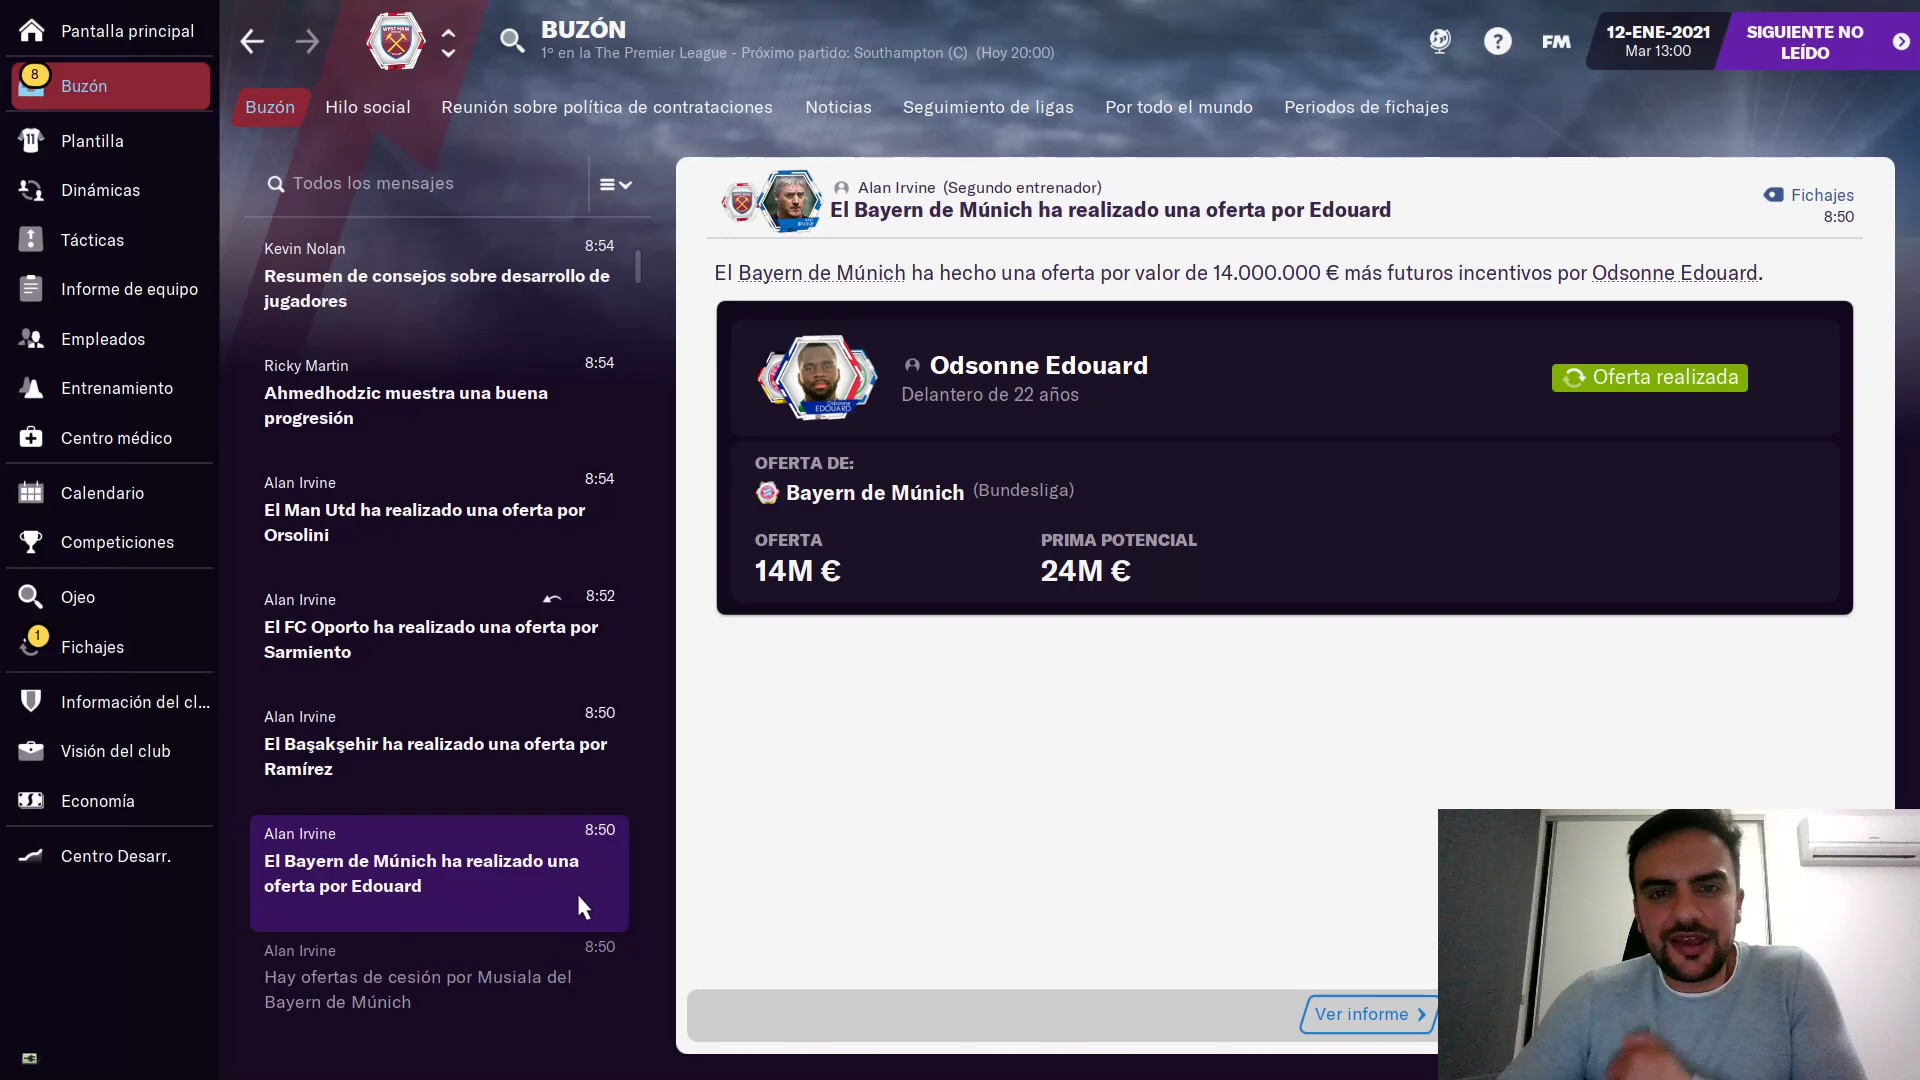 Pantalla principal
8
Buzón
Plantilla
Dinámicas
Tácticas
Informe de equipo
Empleados
Entrenamiento
Centro médico
Calendario
Competiciones
Ojeo
1
Fichajes
Información del cl...
Visión del club
Economía
Centro Desarr.
BUZÓN
1º en la The Premier League - Próximo partido: Southampton (C) (Hoy 20:00)
?
FM
12-ENE-2021
Mar 13:00
SIGUIENTE NO
LEÍDO
Buzón
Hilo social
Reunión sobre política de contrataciones
Noticias
Seguimiento de ligas
Por todo el mundo
Periodos de fichajes
Todos los mensajes
Kevin Nolan
8:54
Resumen de consejos sobre desarrollo de
jugadores
Ricky Martin
8:54
Ahmedhodzic muestra una buena
progresión
Alan Irvine
8:54
El Man Utd ha realizado una oferta por
Orsolini
Alan Irvine
8:52
El FC Oporto ha realizado una oferta por
Sarmiento
Alan Irvine
8:50
El Başakşehir ha realizado una oferta por
Ramírez
Alan Irvine
8:50
El Bayern de Múnich ha realizado una
oferta por Edouard
Alan Irvine
8:50
Hay ofertas de cesión por Musiala del
Bayern de Múnich
Alan Irvine (Segundo entrenador)
El Bayern de Múnich ha realizado una oferta por Edouard
Fichajes
8:50
El Bayern de Múnich ha hecho una oferta por valor de 14.000.000 € más futuros incentivos por Odsonne Edouard.
Odsonne
EDOUARD
Odsonne Edouard
Delantero de 22 años
Oferta realizada
OFERTA DE:
Bayern de Múnich (Bundesliga)
OFERTA
14M €
PRIMA POTENCIAL
24M €
Ver informe